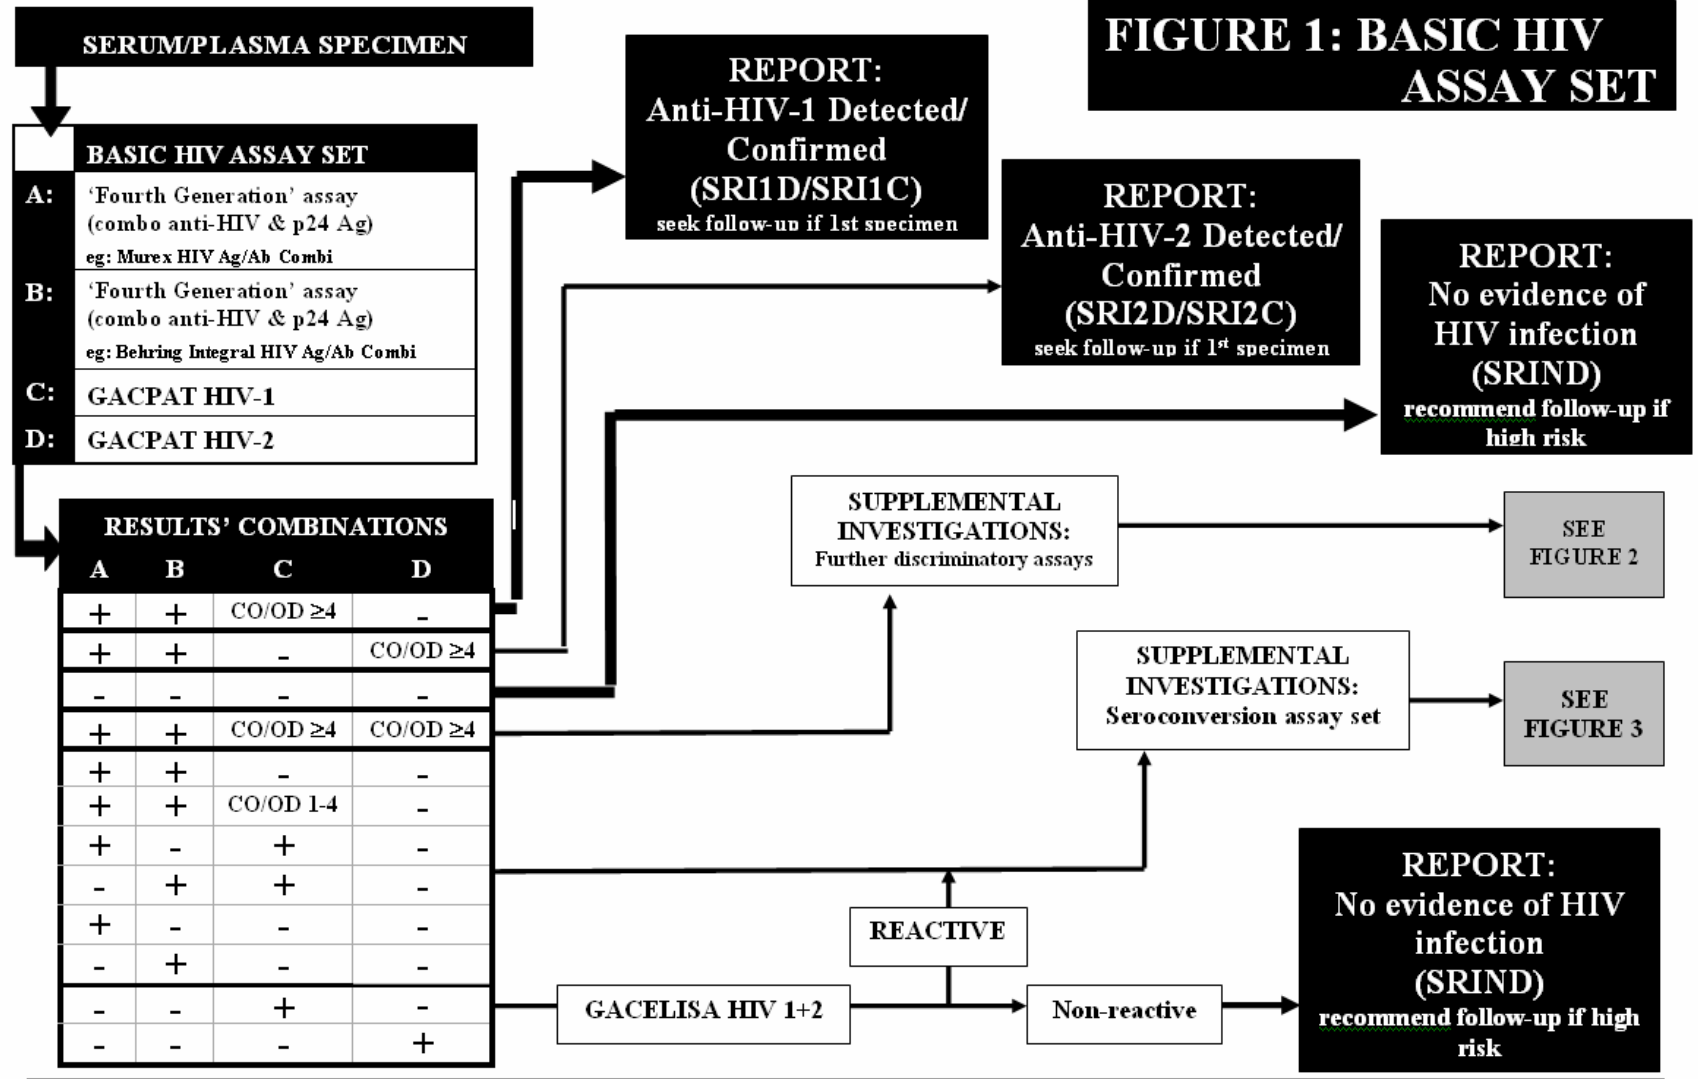 SERUM/PLASMA SPECIMEN
FIGURE 1: BASIC HIV
ASSAY SET
BASIC HIV ASSAY SET
A:
‘Fourth Generation’ assay
(combo anti-HIV & p24 Ag)
eg: Murex HIV Ag/Ab Combi
B:
‘Fourth Generation’ assay
(combo anti-HIV & p24 Ag)
eg: Behring Integral HIV Ag/Ab Combi
C: GACPAT HIV-1
D: GACPAT HIV-2
REPORT:
Anti-HIV-1 Detected/
Confirmed
(SRI1D/SRI1C)
seek follow-up if 1st specimen
REPORT:
Anti-HIV-2 Detected/
Confirmed
(SRI2D/SRI2C)
seek follow-up if 1st specimen
REPORT:
No evidence of
HIV infection
(SRIND)
recommend follow-up if
high risk
RESULTS’ COMBINATIONS
A B C D
+ + CO/OD ≥4 -
+ + - CO/OD ≥4
- - - -
+ + CO/OD ≥4 CO/OD ≥4
+ + - -
+ + CO/OD 1-4 -
+ - + -
- + + -
+ - - -
- + - -
- - + -
- - - +
SUPPLEMENTAL
INVESTIGATIONS:
Further discriminatory assays
SEE
FIGURE 2
SUPPLEMENTAL
INVESTIGATIONS:
Seroconversion assay set
SEE
FIGURE 3
REACTIVE
GACELISA HIV 1+2
Non-reactive
REPORT:
No evidence of HIV
infection
(SRIND)
recommend follow-up if high
risk